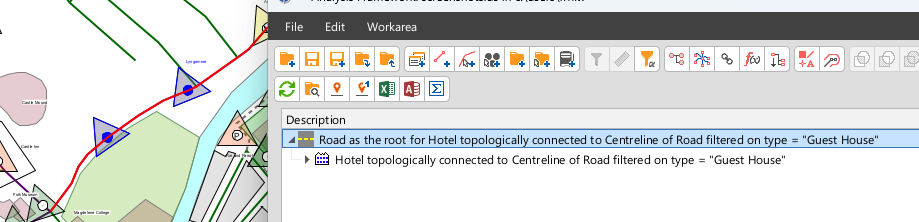 File Edit Workarea
Description
Road as the root for Hotel topologically connected to Centreline of Road filtered on type = "Guest House"
Hotel topologically connected to Centreline of Road filtered on type = "Guest House"
Lyngamore
Castle Mound
Castle Inn
Folk Museum
Magdalene College
P
f(x)